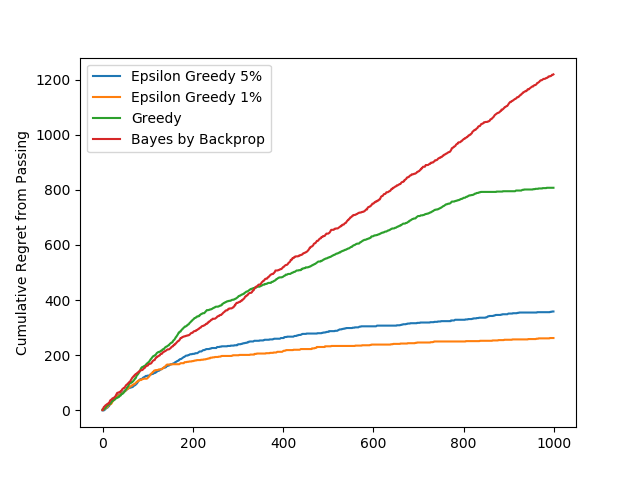 Epsilon Greedy 5%
Epsilon Greedy 1%
Greedy
Bayes by Backprop
Cumulative Regret from Passing
1200
1000
800
600
400
200
0
0 200 400 600 800 1000